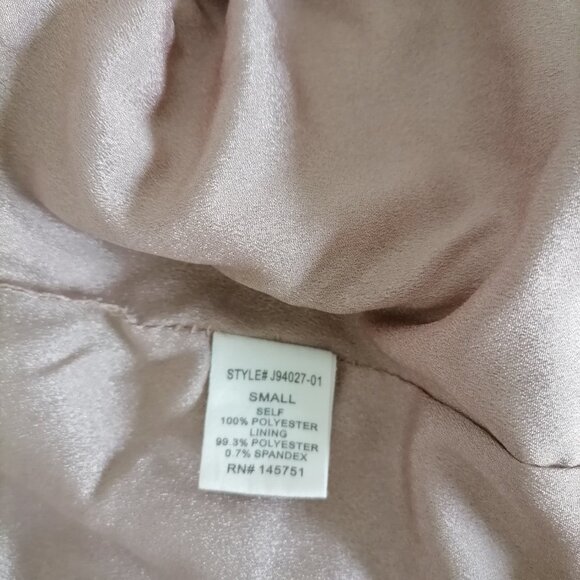 STYLE# J94027-01
SMALL
SELF
100% POLYESTER
LINING
99.3% POLYESTER
0.7% SPANDEX
RN# 145751